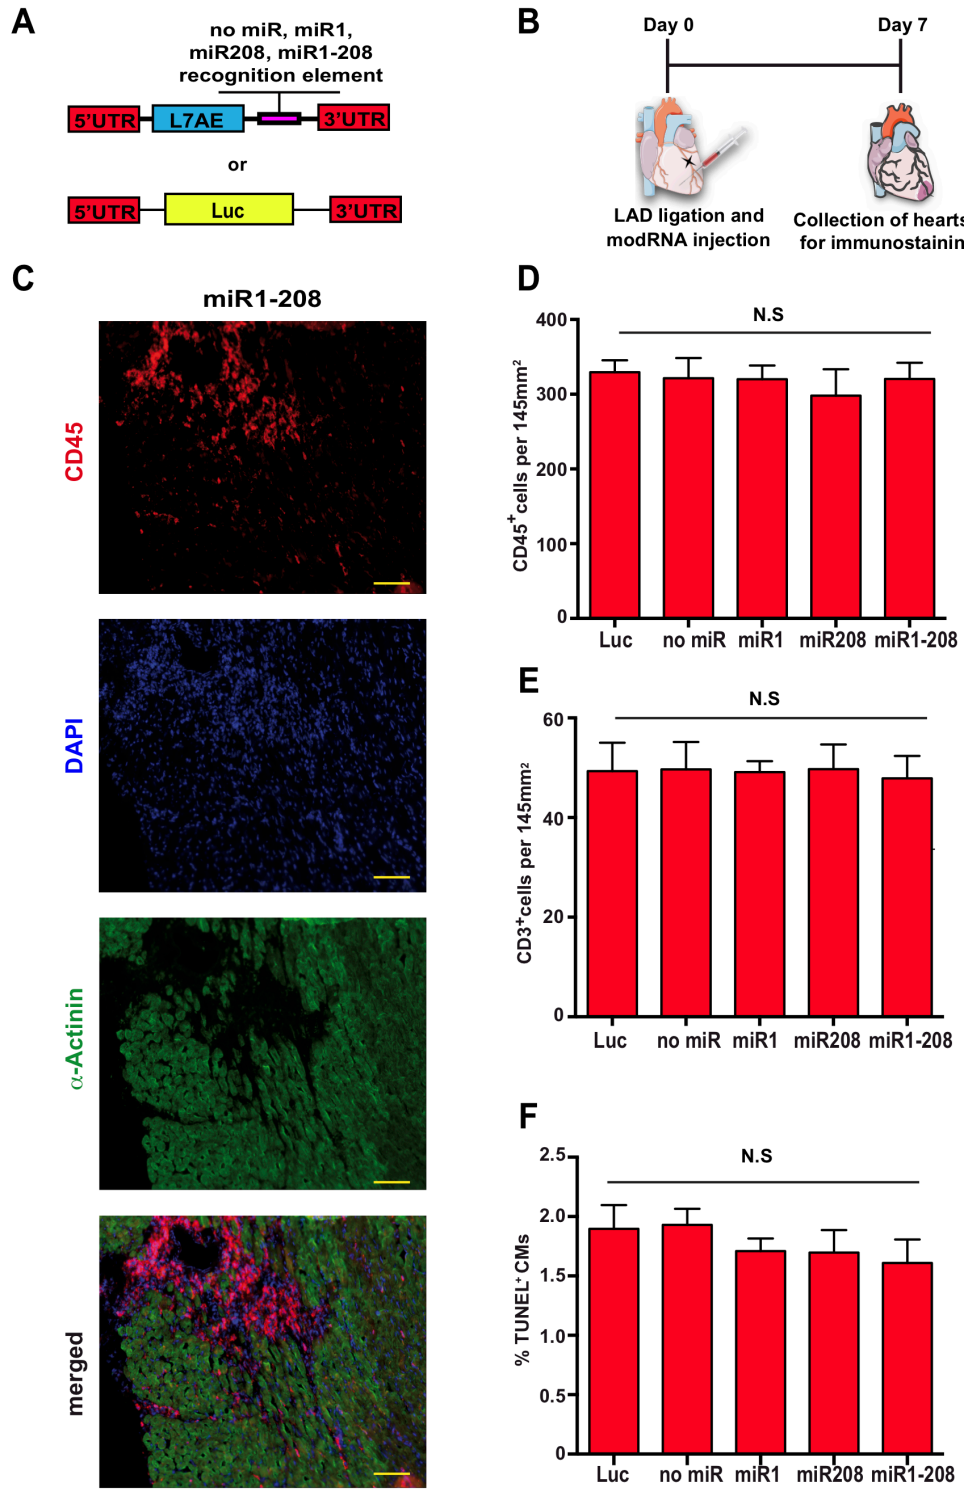 A
no miR, miR1,
miR208, miR1-208
recognition element
5'UTR L7AE 3'UTR
or
5'UTR Luc 3'UTR
B
Day 0 Day 7
LAD ligation and
modRNA injection
Collection of hearts
for immunostainin
C
miR1-208
CD45
DAPI
α-Actinin
merged
D
N.S
CD45+cells per 145mm2
400
300
200
100
0
Luc no miR miR1 miR208 miR1-208
E
N.S
CD3+cells per 145mm2
60
40
20
0
Luc no miR miR1 miR208 miR1-208
F
N.S
% TUNEL+ CMs
2.5
2.0
1.5
1.0
0.5
0
Luc no miR miR1 miR208 miR1-208